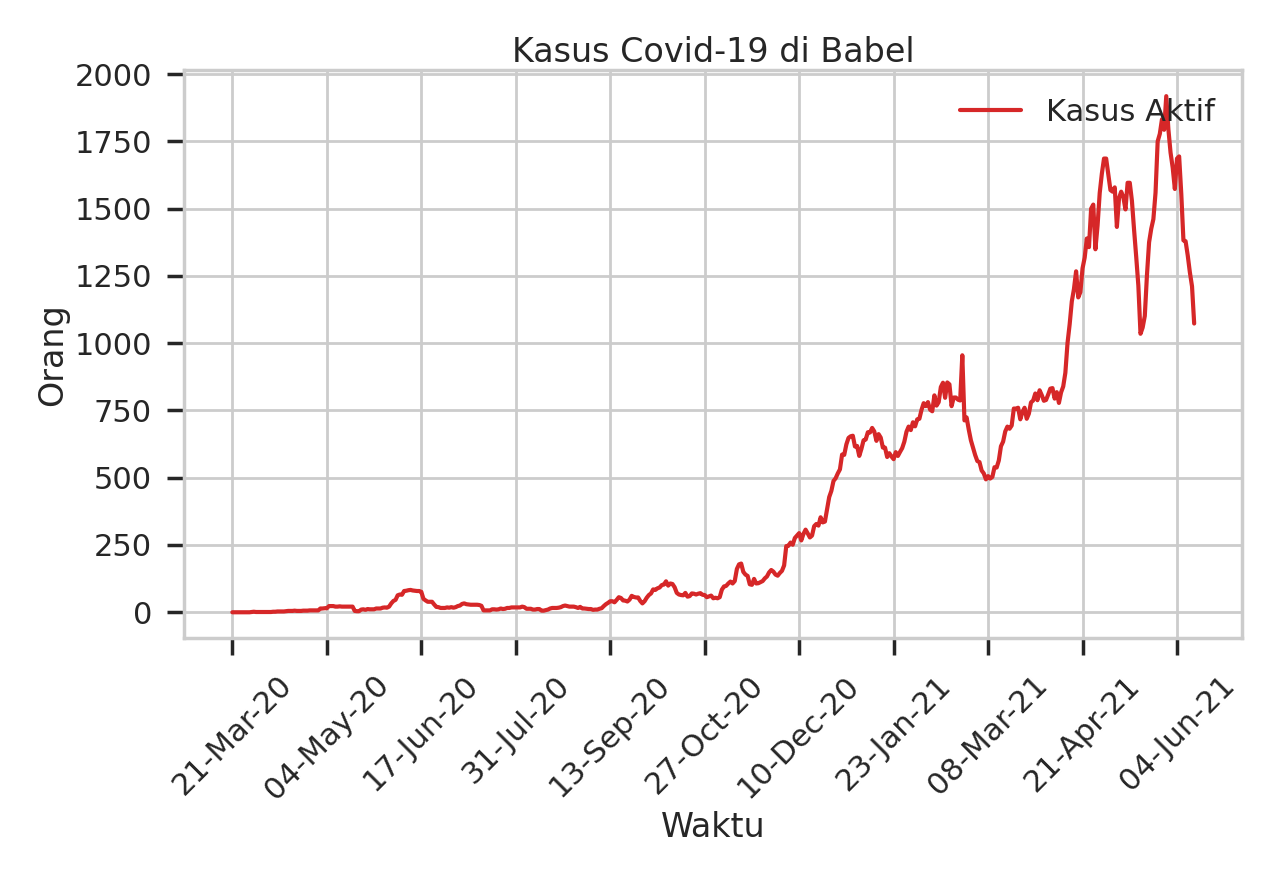 Kasus Covid-19 di Babel
Kasus Aktif
Orang
2000
1750
1500
1250
1000
750
500
250
0
21-Mar-20
04-May-20
17-Jun-20
31-Jul-20
13-Sep-20
27-Oct-20
10-Dec-20
23-Jan-21
08-Mar-21
21-Apr-21
04-Jun-21
Waktu